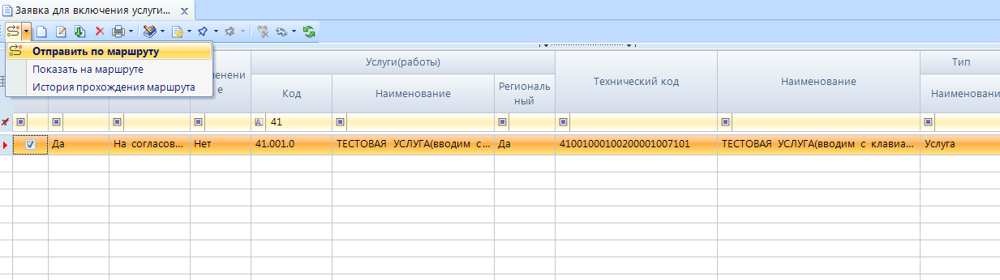 Заявка для включения услуги...
Отправить по маршруту
Показать на маршруте
История прохождения маршрута
Услуги(работы)
Тип
Код
Наименование
Региональ
ный
Технический код
Наименование
41
Да
На согласов...
Нет
41.001.0
ТЕСТОВАЯ УСЛУГА(вводим с...
Да
41001000100200001007101
ТЕСТОВАЯ УСЛУГА(вводим с клавиа...
Услуга